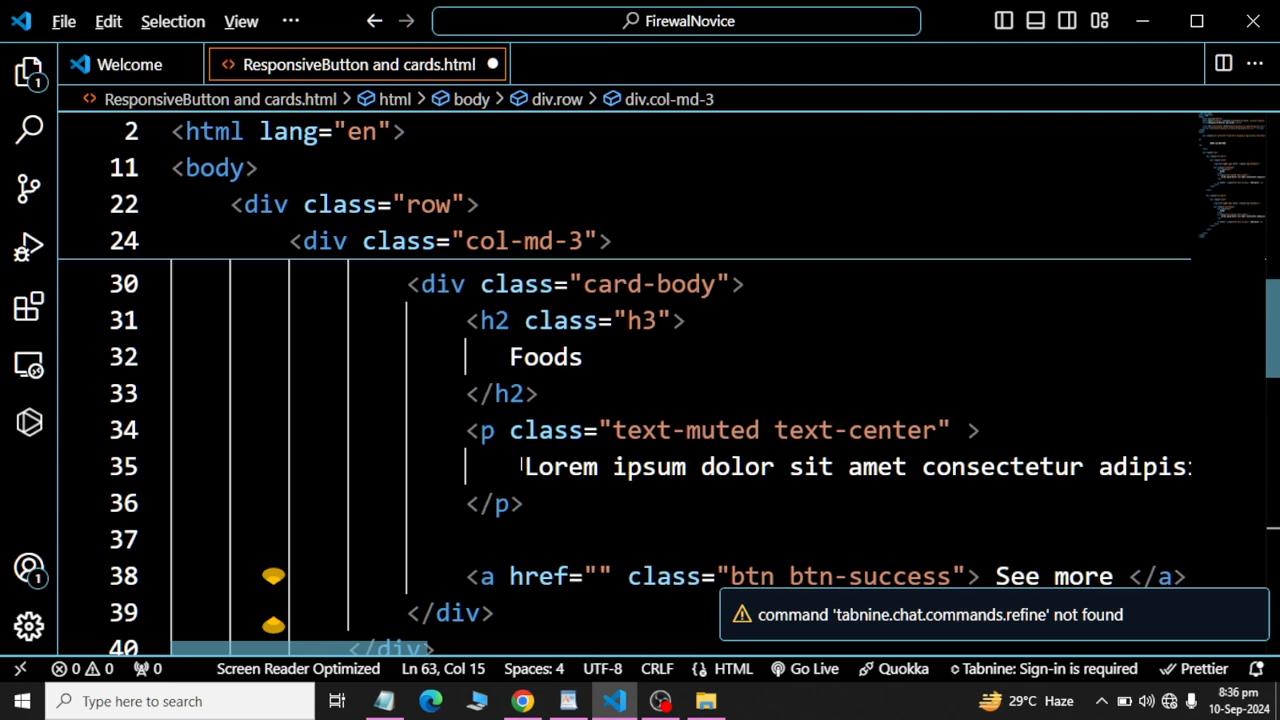 File Edit Selection View ··· FirewalNovice
Welcome ResponsiveButton and cards.html
ResponsiveButton and cards.html > html > body > div.row > div.col-md-3
2 <html lang="en">
11 <body>
22 <div class="row">
24 <div class="col-md-3">
30 <div class="card-body">
31 <h2 class="h3">
32 Foods
33 </h2>
34 <p class="text-muted text-center" >
35 Lorem ipsum dolor sit amet consectetur adipisi
36 </p>
37
38 <a href="" class="btn btn-success"> See more </a>
39 </div>
40 </div>
command 'tabnine.chat.commands.refine' not found
0 0 0 Screen Reader Optimized Ln 63, Col 15 Spaces: 4 UTF-8 CRLF HTML Go Live Quokka Tabnine: Sign-in is required Prettier
Type here to search 29°C Haze 8:36 pm
10-Sep-2024